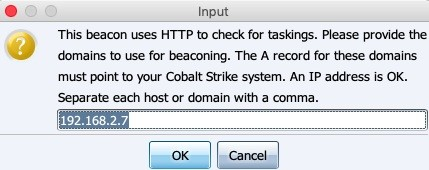 Input
This beacon uses HTTP to check for taskings. Please provide the
domains to use for beaconing. The A record for these domains
must point to your Cobalt Strike system. An IP address is OK.
Separate each host or domain with a comma.
192.168.2.7
OK Cancel